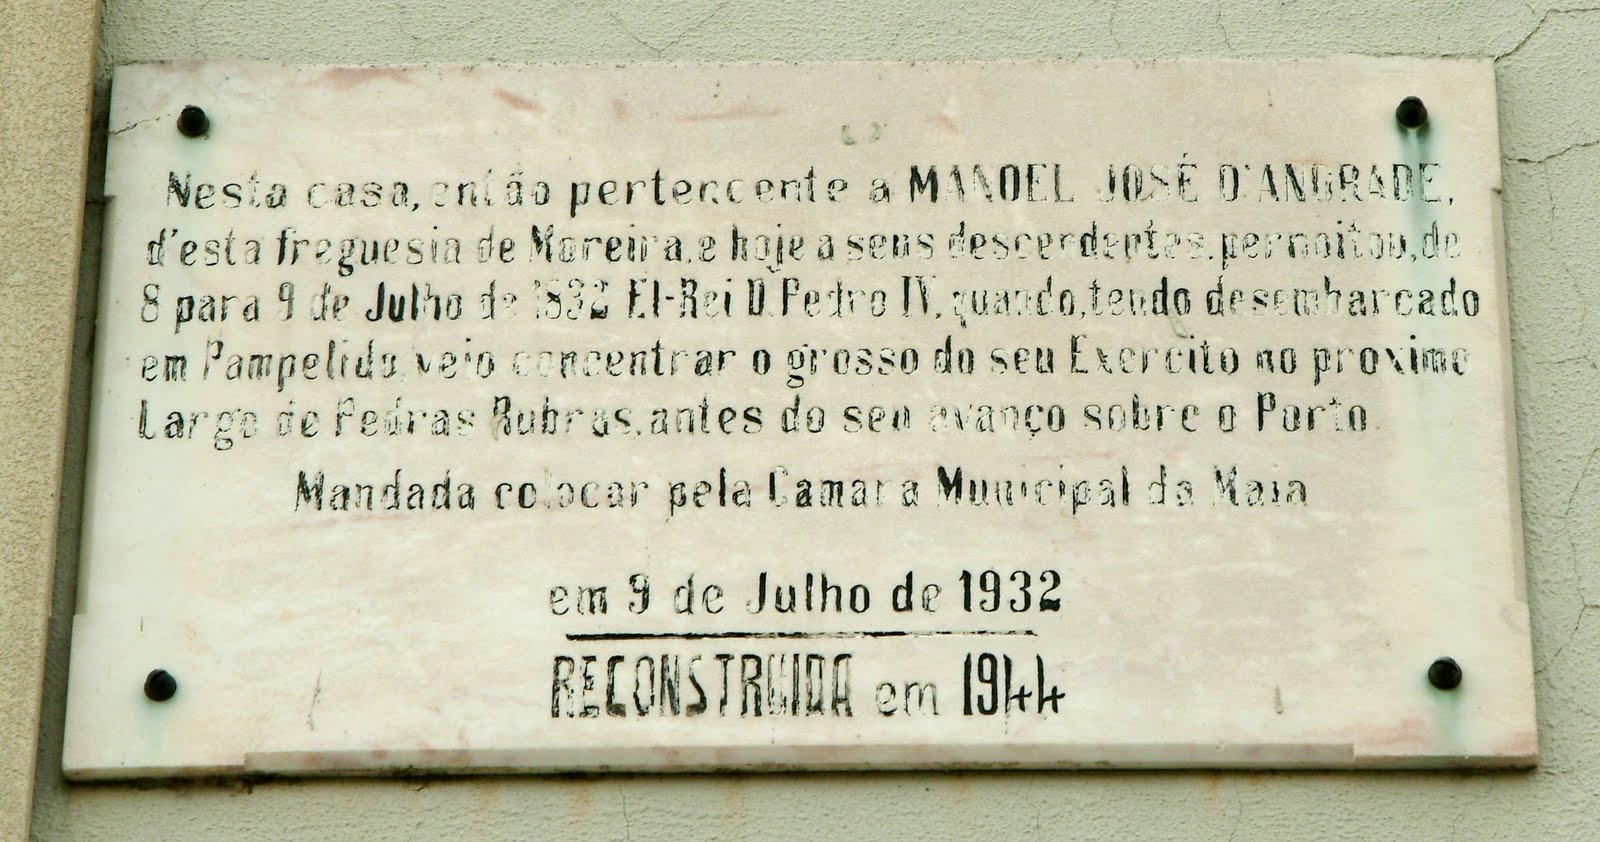 Nesta casa, então pertencente a MANOEL JOSÉ D'ANDRADE,
d'esta freguesia de Moreira, e hoje a seus descendentes, pernoitou, de
8 para 9 de Julho de 1832 El-Rei D. Pedro IV, quando, tendo desembarcado
em Pampelido, veio concentrar o grosso do seu Exercito no proximo
Largo de Pedras Rubras, antes do seu avanço sobre o Porto.
Mandada colocar pela Camara Municipal da Maia
em 9 de Julho de 1932
RECONSTRUIDA em 1944